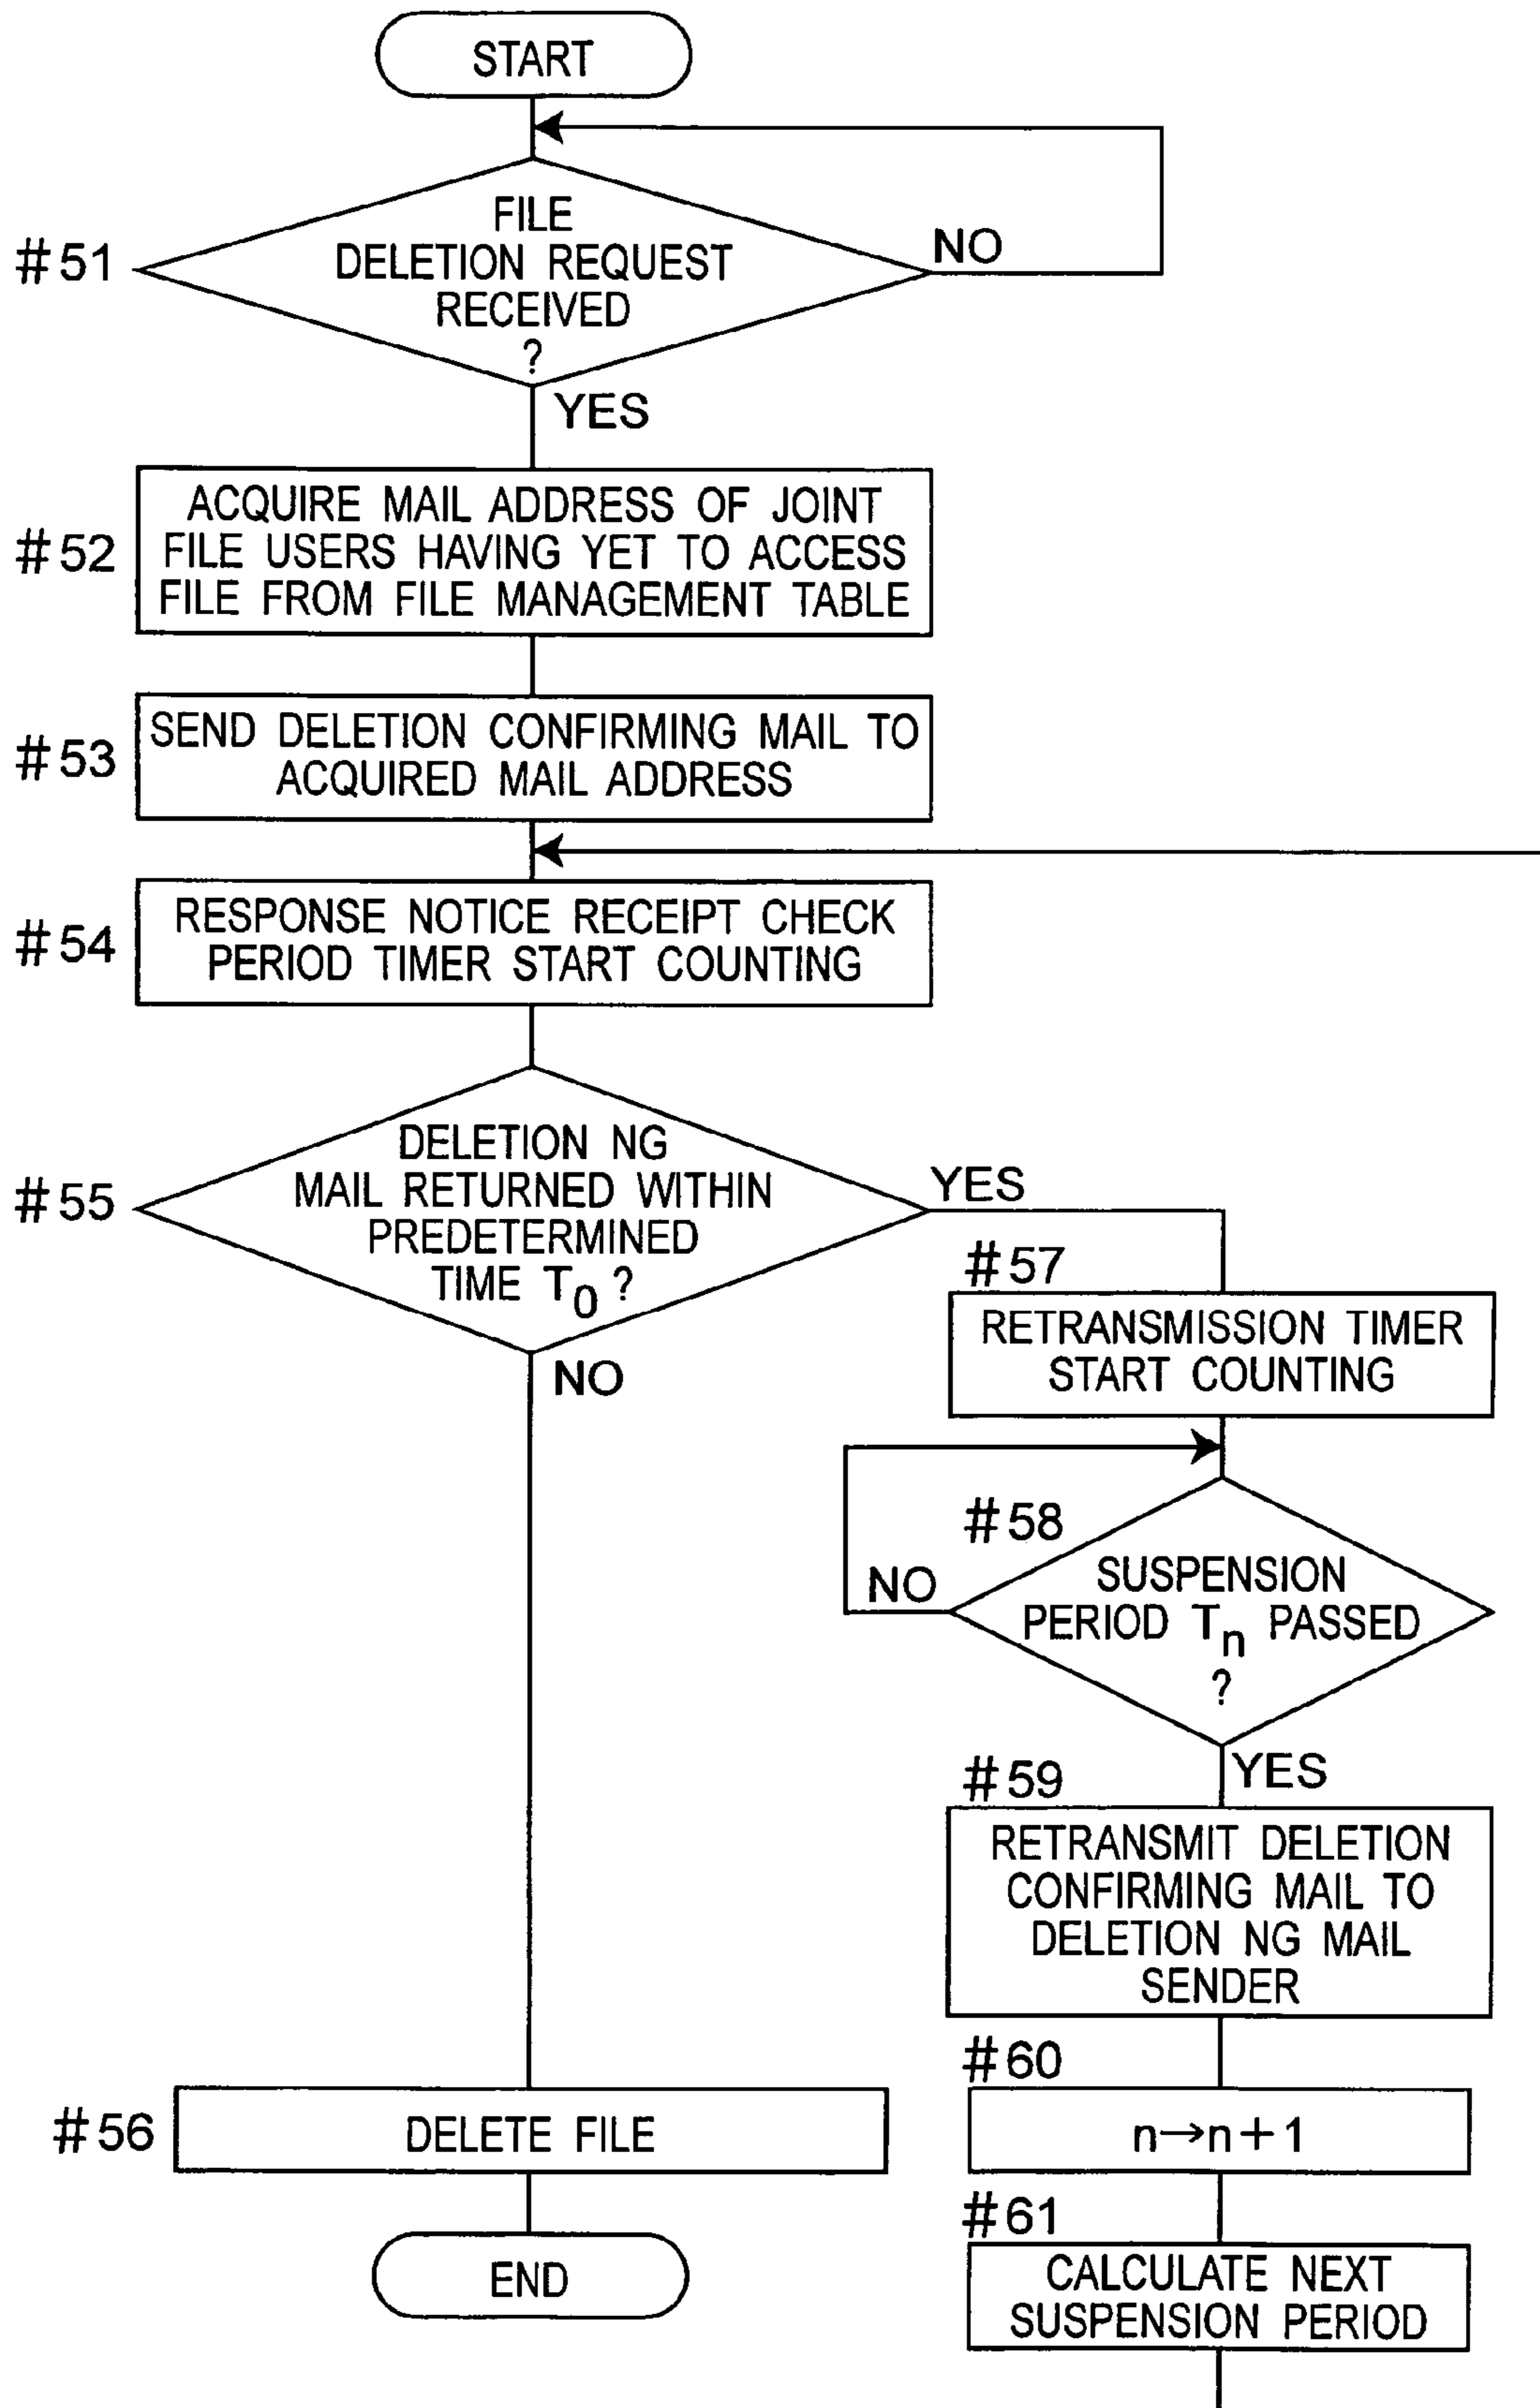 START
#51
FILE
DELETION REQUEST
RECEIVED
?
NO
YES
#52
ACQUIRE MAIL ADDRESS OF JOINT
FILE USERS HAVING YET TO ACCESS
FILE FROM FILE MANAGEMENT TABLE
#53
SEND DELETION CONFIRMING MAIL TO
ACQUIRED MAIL ADDRESS
#54
RESPONSE NOTICE RECEIPT CHECK
PERIOD TIMER START COUNTING
#55
DELETION NG
MAIL RETURNED WITHIN
PREDETERMINED
TIME T0 ?
YES
NO
#57
RETRANSMISSION TIMER
START COUNTING
#58
SUSPENSION
PERIOD Tn PASSED
?
NO
YES
#59
RETRANSMIT DELETION
CONFIRMING MAIL TO
DELETION NG MAIL
SENDER
#60
n→n+1
#61
CALCULATE NEXT
SUSPENSION PERIOD
#56
DELETE FILE
END